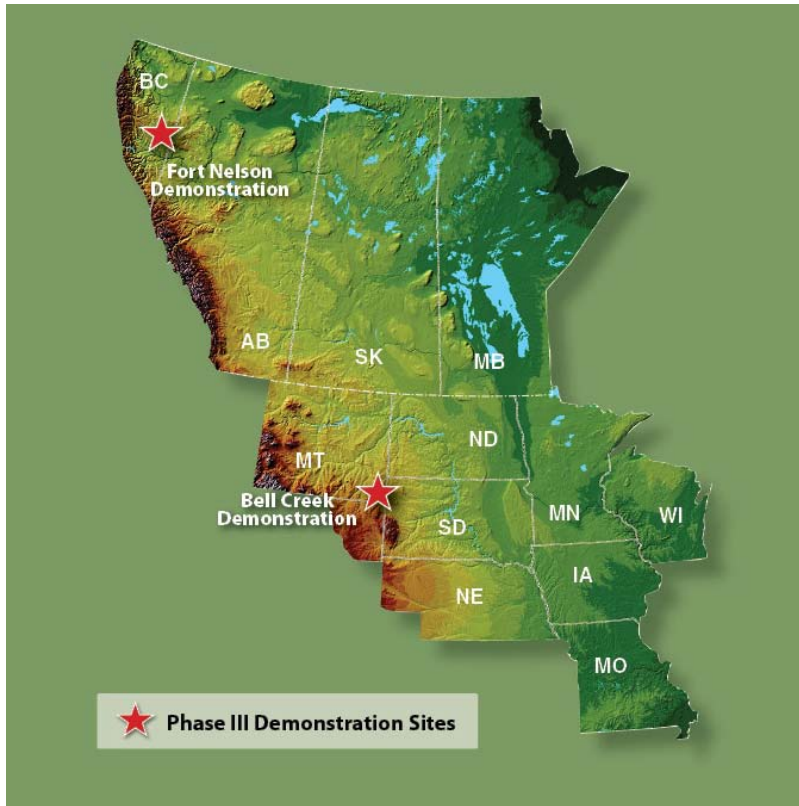 BC
Fort Nelson
Demonstration
AB
SK
MB
ND
MT
Bell Creek
Demonstration
SD
MN
WI
IA
NE
MO
Phase III Demonstration Sites